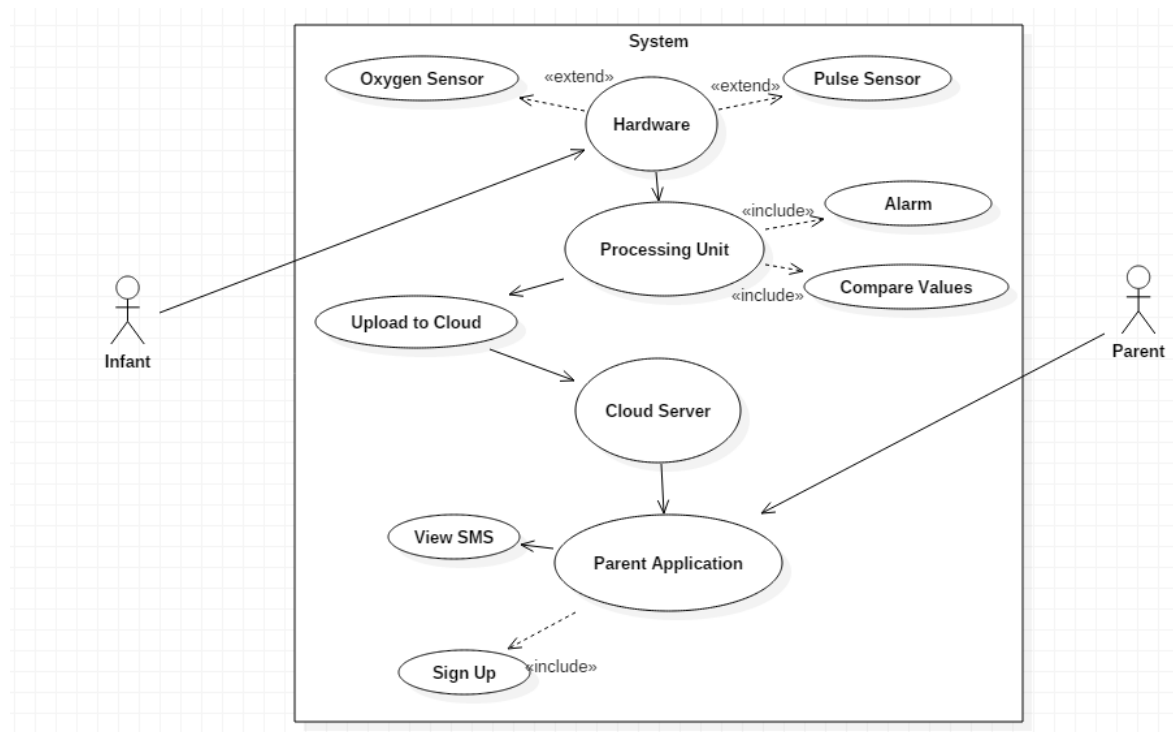 System
Oxygen Sensor
«extend»
Pulse Sensor
«extend»
Hardware
Alarm
«include»
Processing Unit
Compare Values
«include»
Upload to Cloud
Infant
Parent
Cloud Server
View SMS
Parent Application
Sign Up
«include»